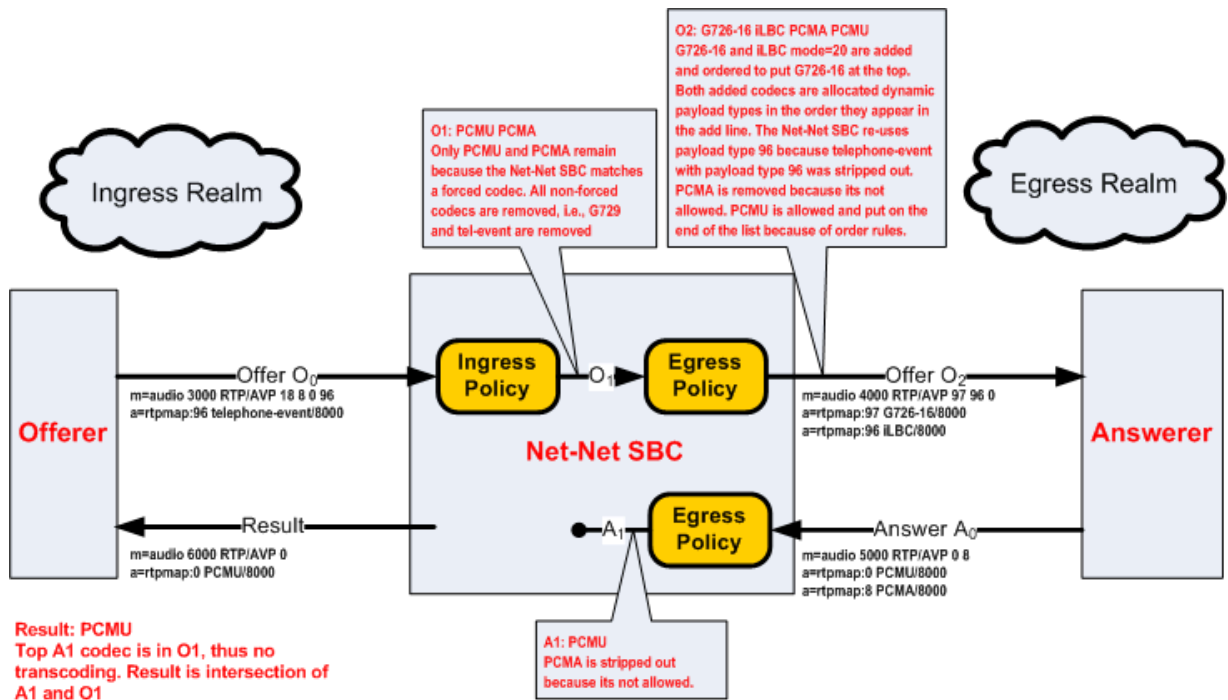 O2: G726-16 iLBC PCMA PCMU
G726-16 and iLBC mode=20 are added
and ordered to put G726-16 at the top.
Both added codecs are allocated dynamic
payload types in the order they appear in
the add line. The Net-Net SBC re-uses
payload type 96 because telephone-event
with payload type 96 was stripped out.
PCMA is removed because its not
allowed. PCMU is allowed and put on the
end of the list because of order rules.
O1: PCMU PCMA
Only PCMU and PCMA remain
because the Net-Net SBC matches
a forced codec. All non-forced
codecs are removed, i.e., G729
and tel-event are removed
Ingress Realm
Egress Realm
Offerer
Offer O0
m=audio 3000 RTP/AVP 18 8 0 96
a=rtpmap:96 telephone-event/8000
Ingress
Policy
O1
Egress
Policy
Offer O2
m=audio 4000 RTP/AVP 97 96 0
a=rtpmap:97 G726-16/8000
a=rtpmap:96 iLBC/8000
Answerer
Net-Net SBC
Result
m=audio 6000 RTP/AVP 0
a=rtpmap:0 PCMU/8000
A1
Egress
Policy
Answer A0
m=audio 5000 RTP/AVP 0 8
a=rtpmap:0 PCMU/8000
a=rtpmap:8 PCMA/8000
Result: PCMU
Top A1 codec is in O1, thus no
transcoding. Result is intersection of
A1 and O1
A1: PCMU
PCMA is stripped out
because its not allowed.